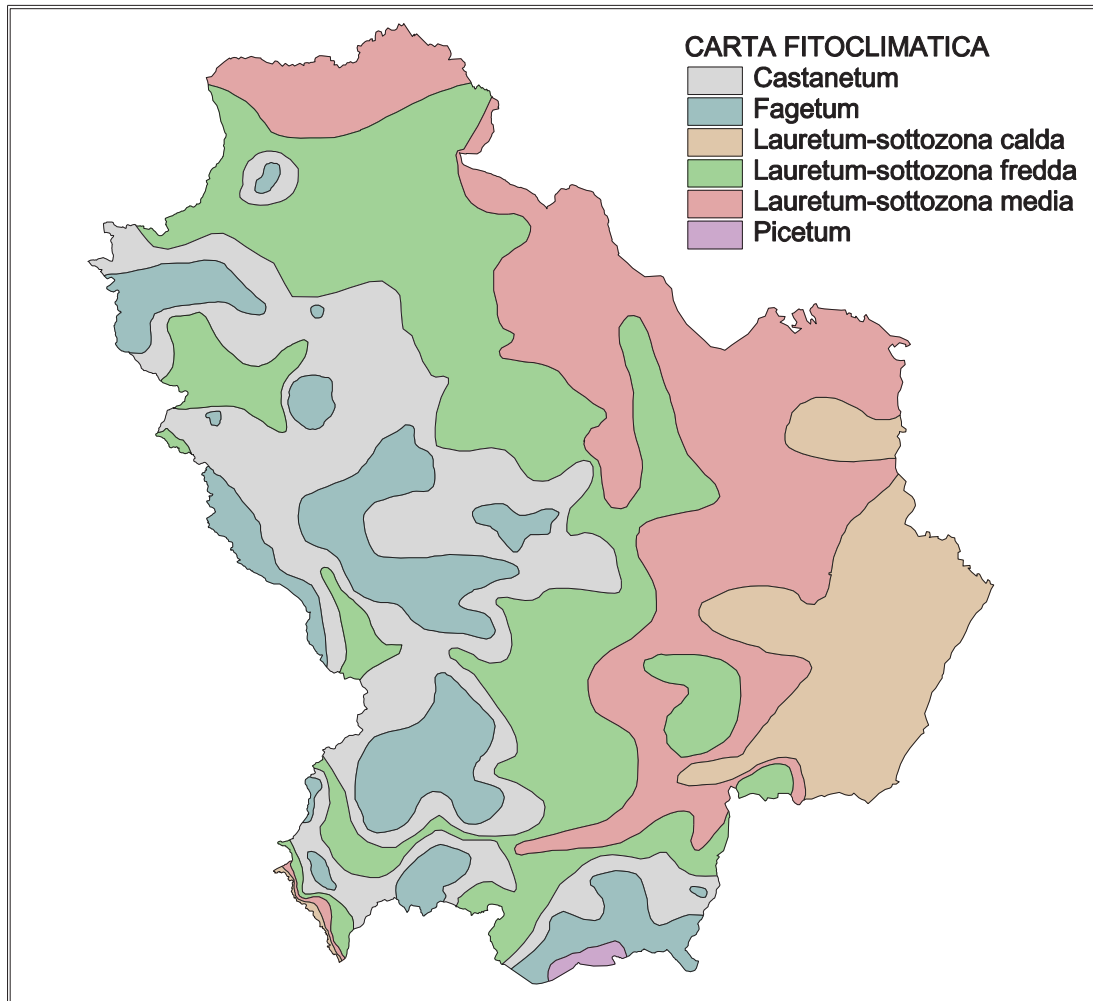 CARTA FITOCLIMATICA
Castanetum
Fagetum
Lauretum-sottozona calda
Lauretum-sottozona fredda
Lauretum-sottozona media
Picetum